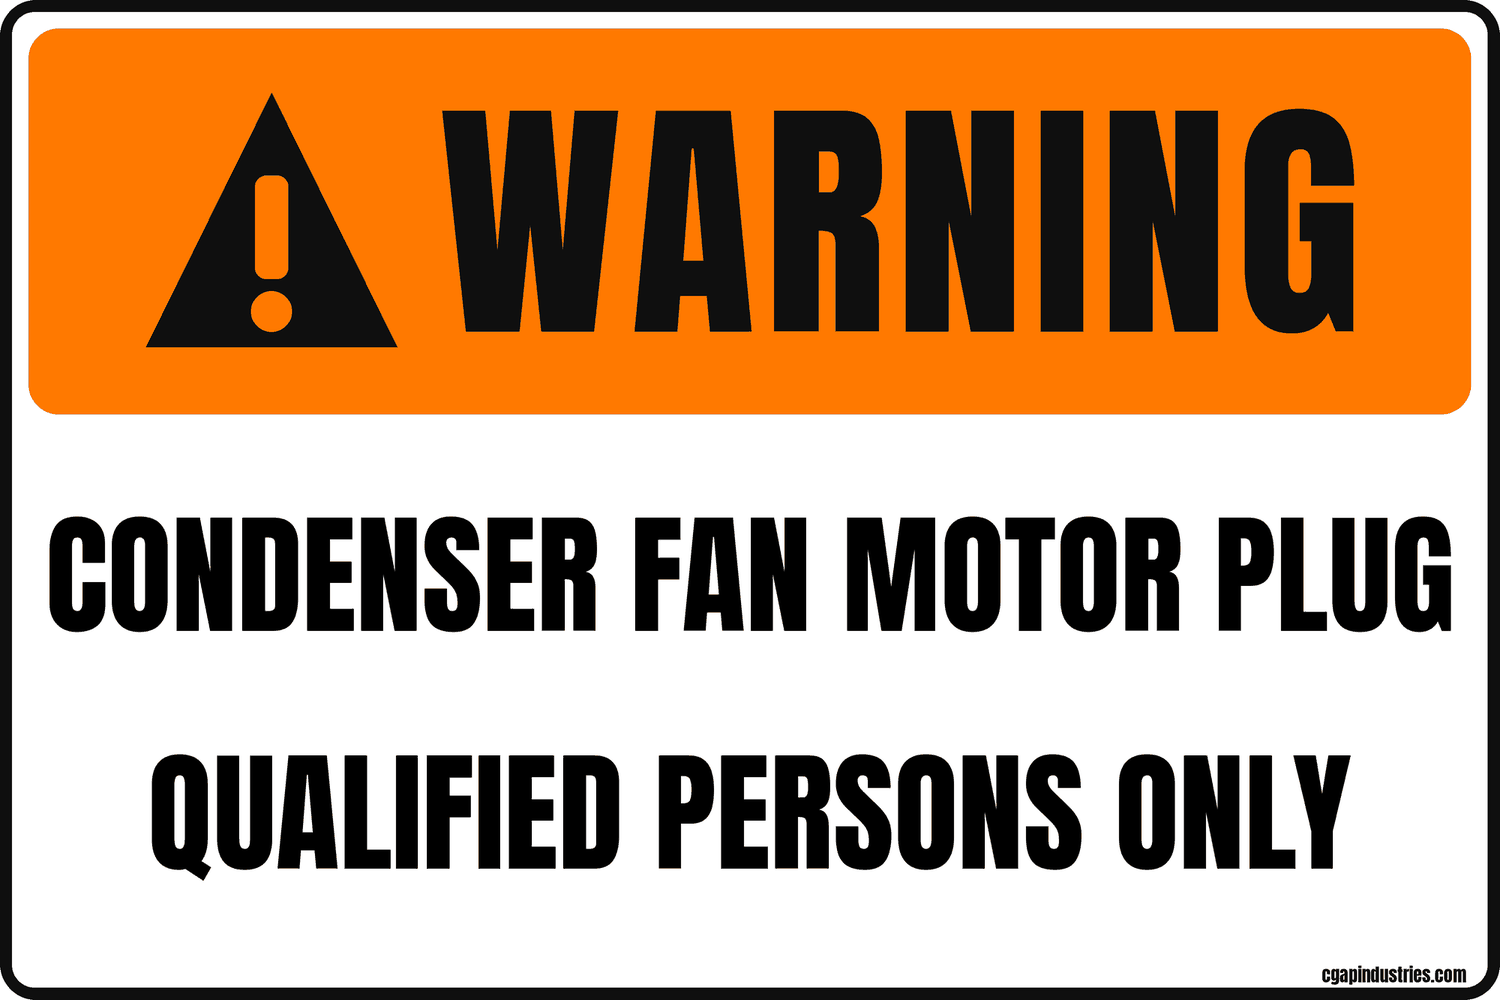 WARNING
CONDENSER FAN MOTOR PLUG
QUALIFIED PERSONS ONLY
cgapindustries.com